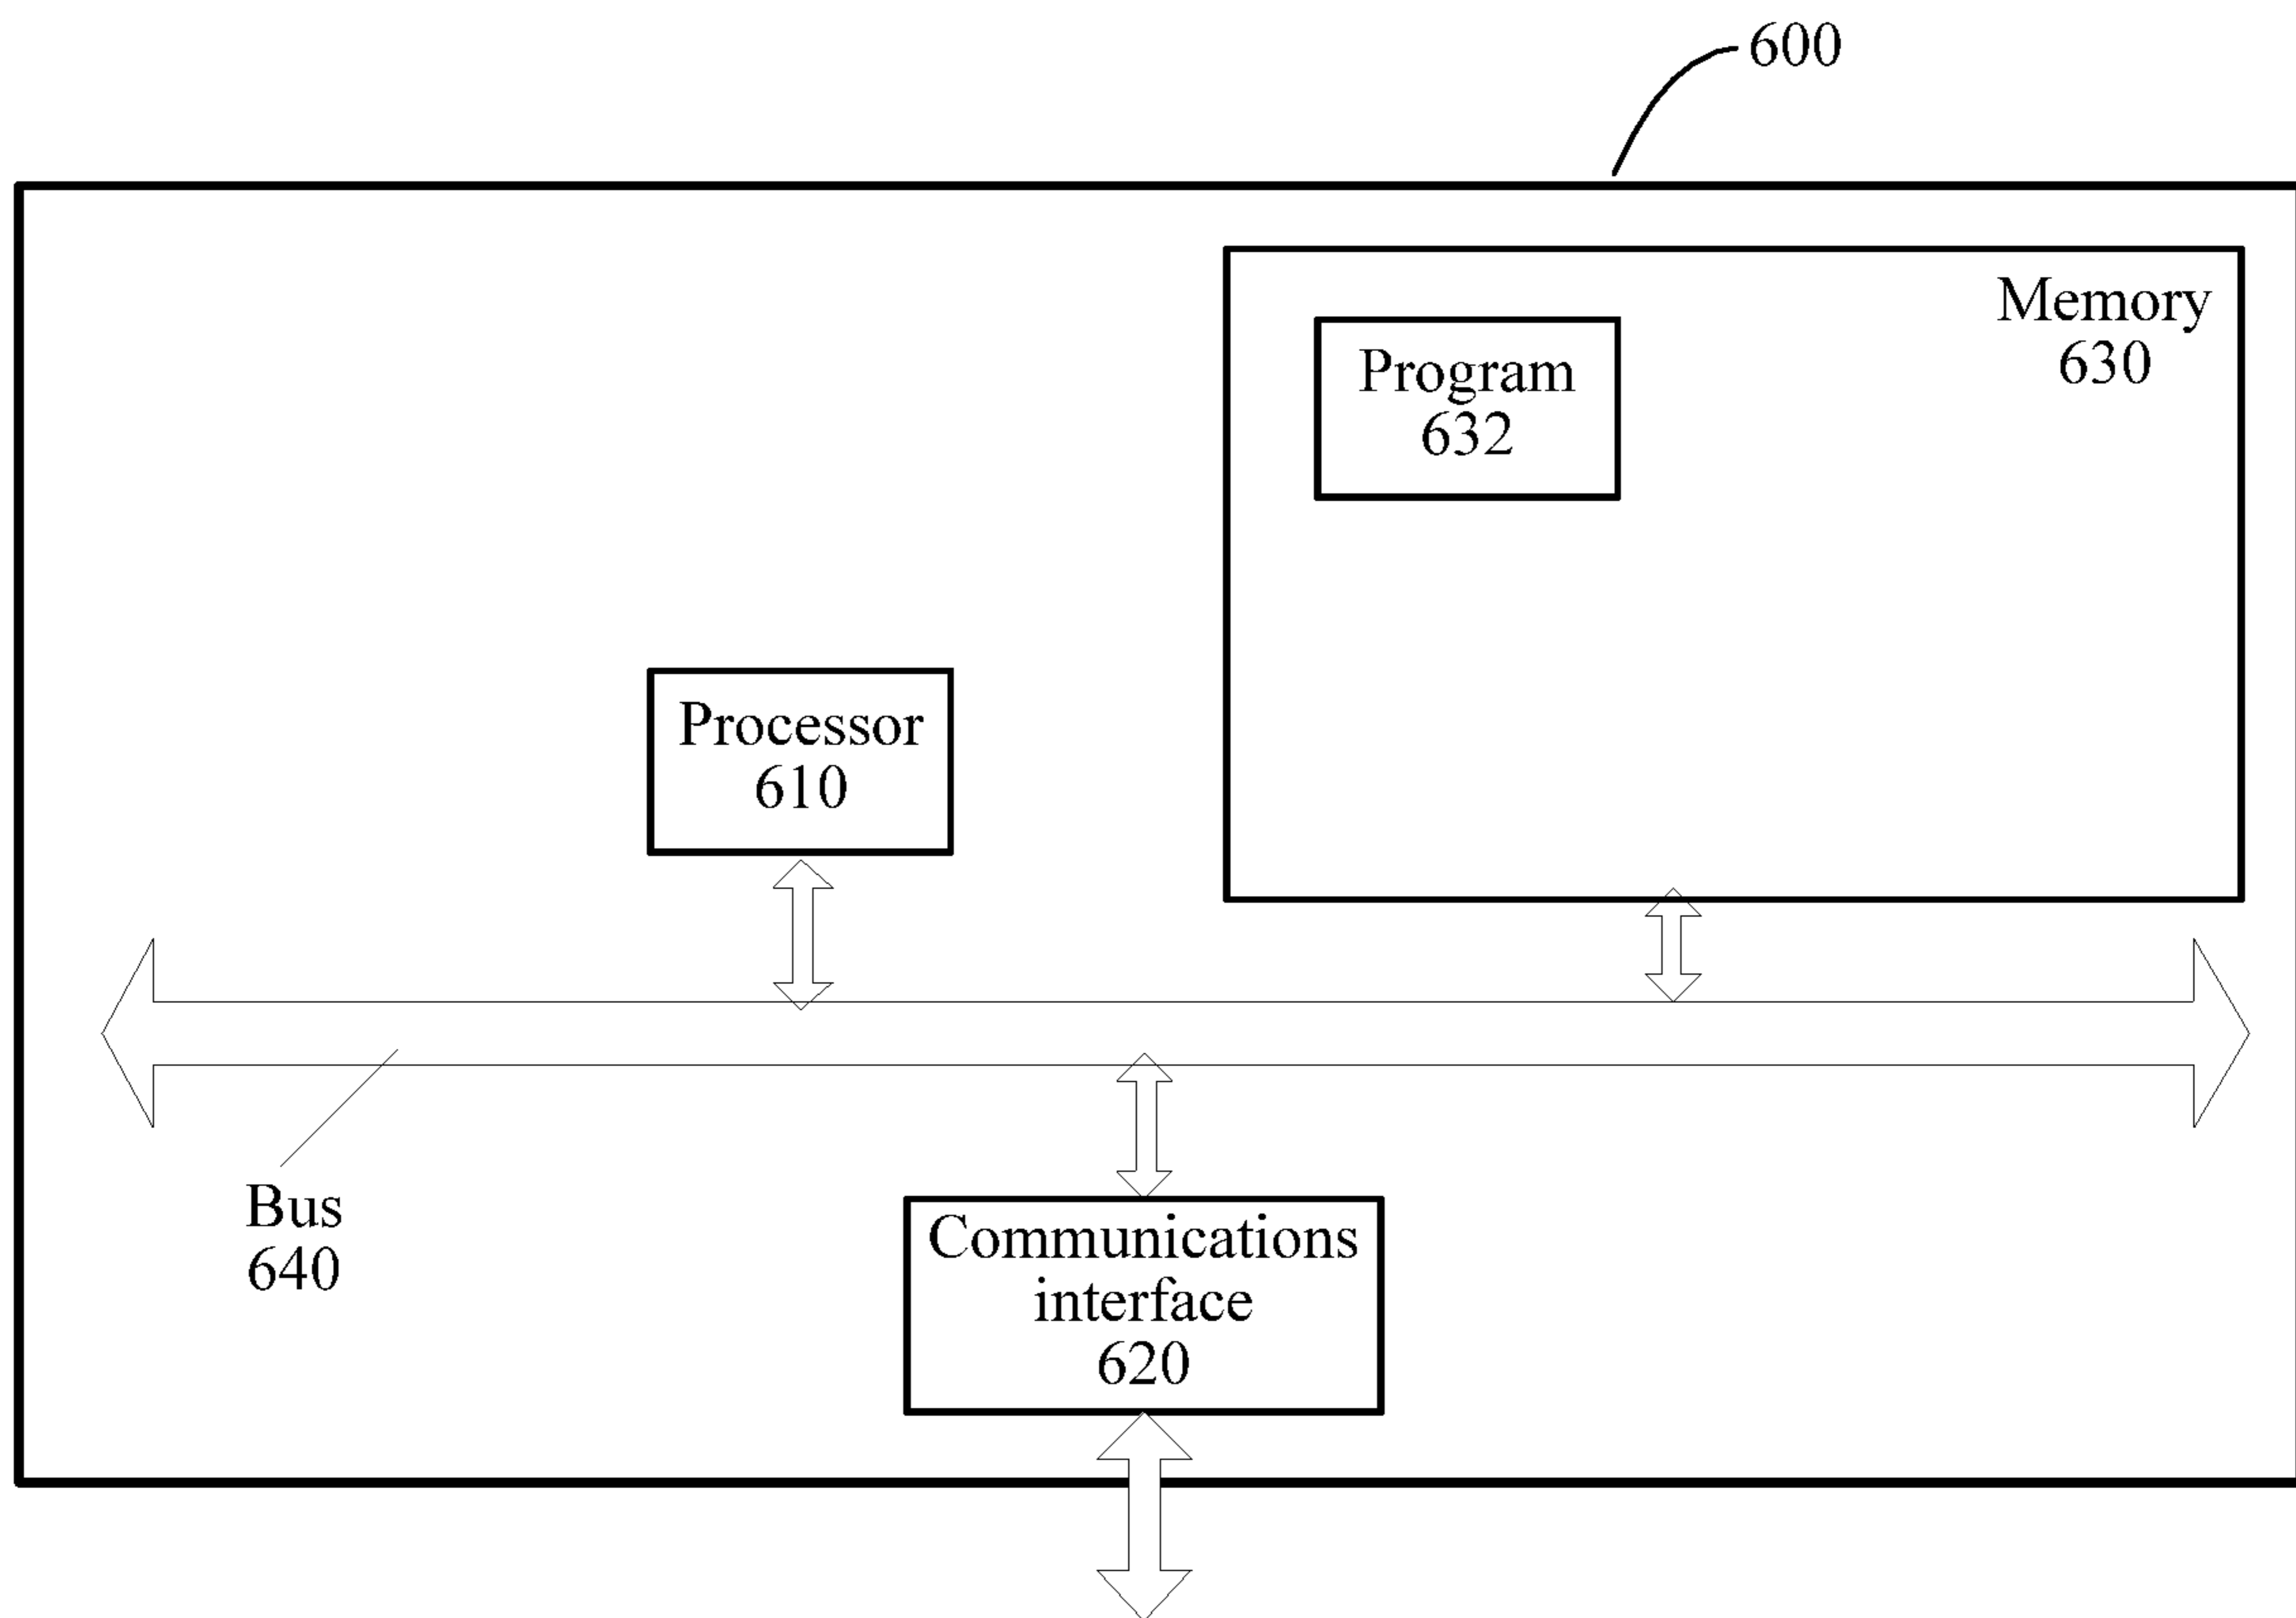 600
Memory
630
Program
632
Processor
610
Bus
640
Communications
interface
620